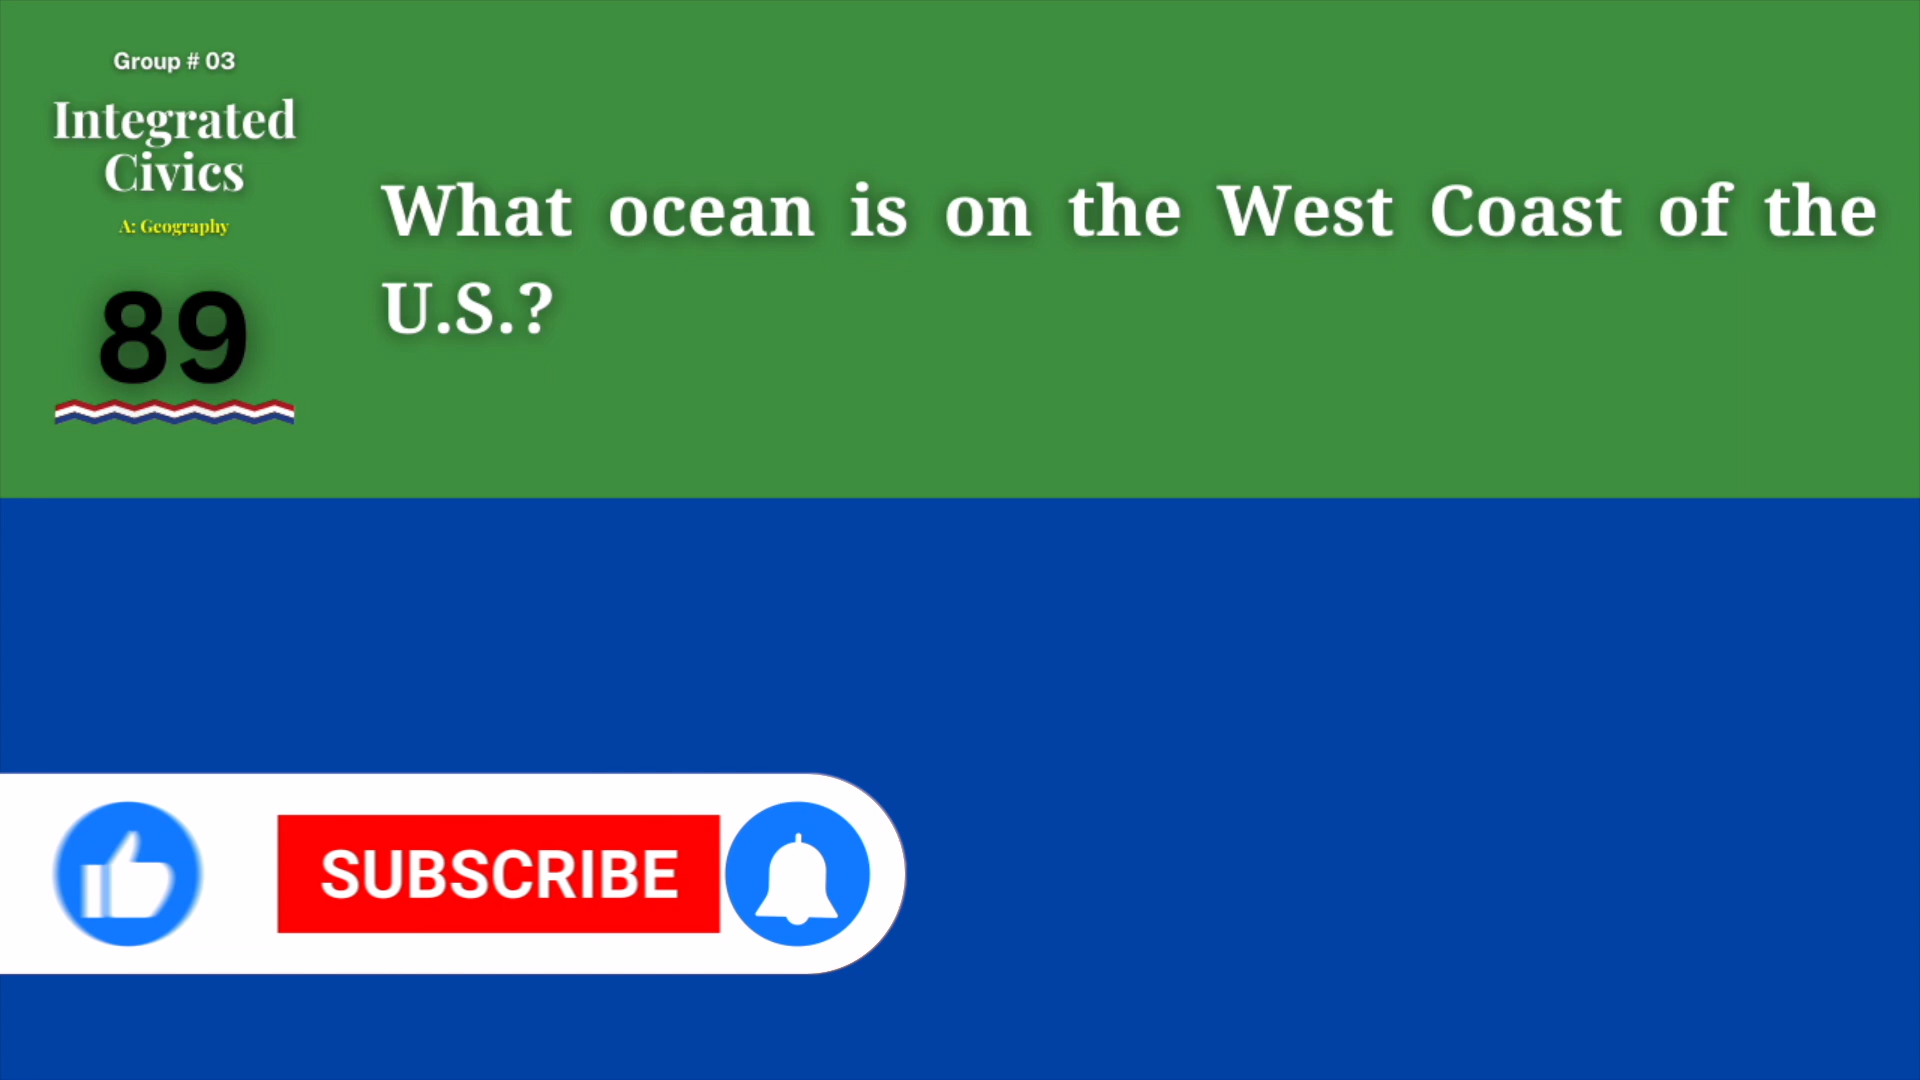 Group # 03
Integrated
Civics
A: Geography
89
What ocean is on the West Coast of the
U.S.?
SUBSCRIBE